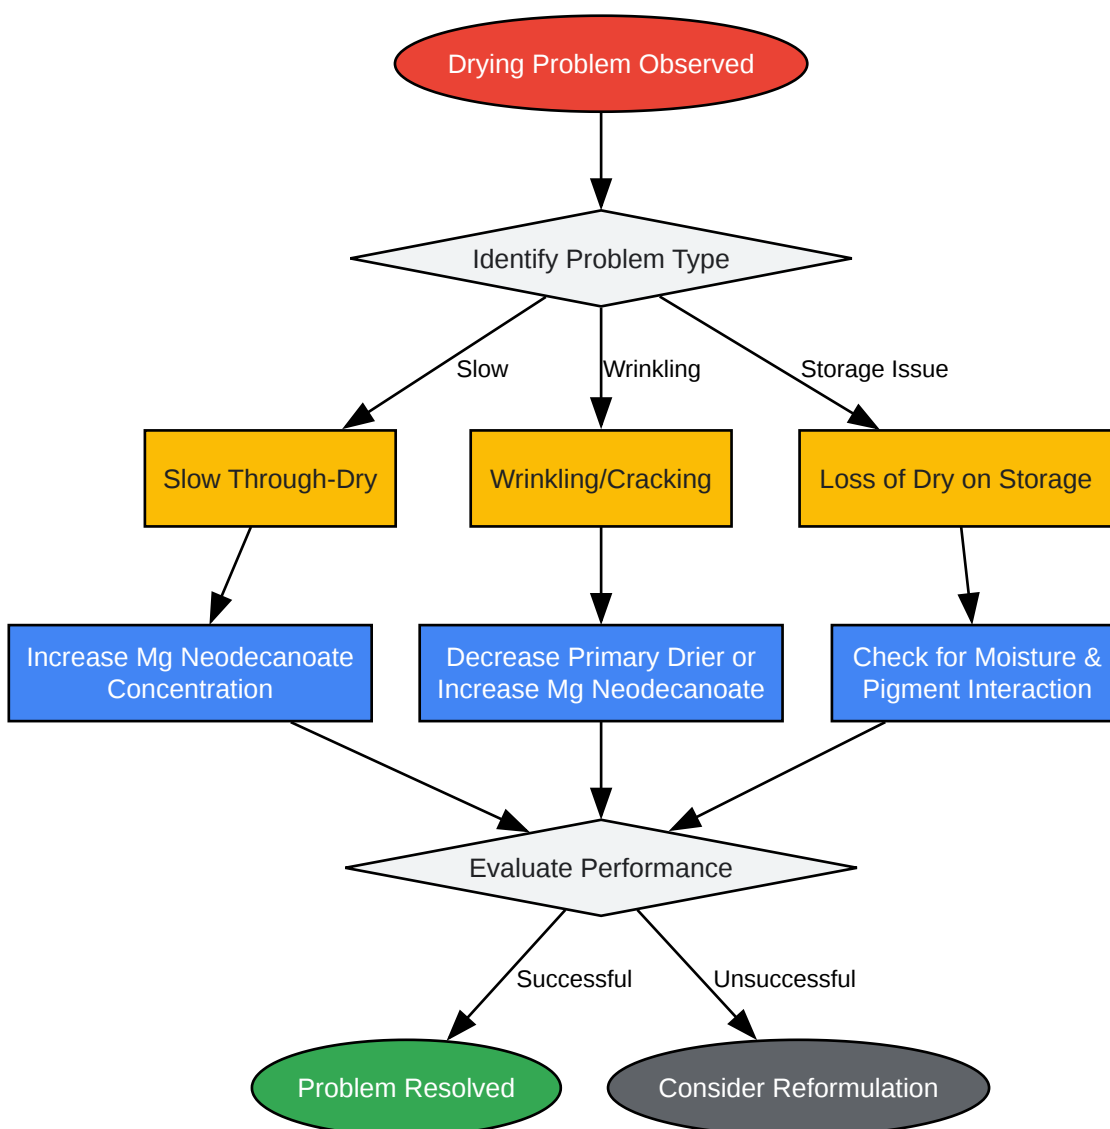 Drying Problem Observed
Identify Problem Type
Slow
Wrinkling
Storage Issue
Slow Through-Dry
Wrinkling/Cracking
Loss of Dry on Storage
Increase Mg Neodecanoate
Concentration
Decrease Primary Drier or
Increase Mg Neodecanoate
Check for Moisture &
Pigment Interaction
Evaluate Performance
Successful
Unsuccessful
Problem Resolved
Consider Reformulation